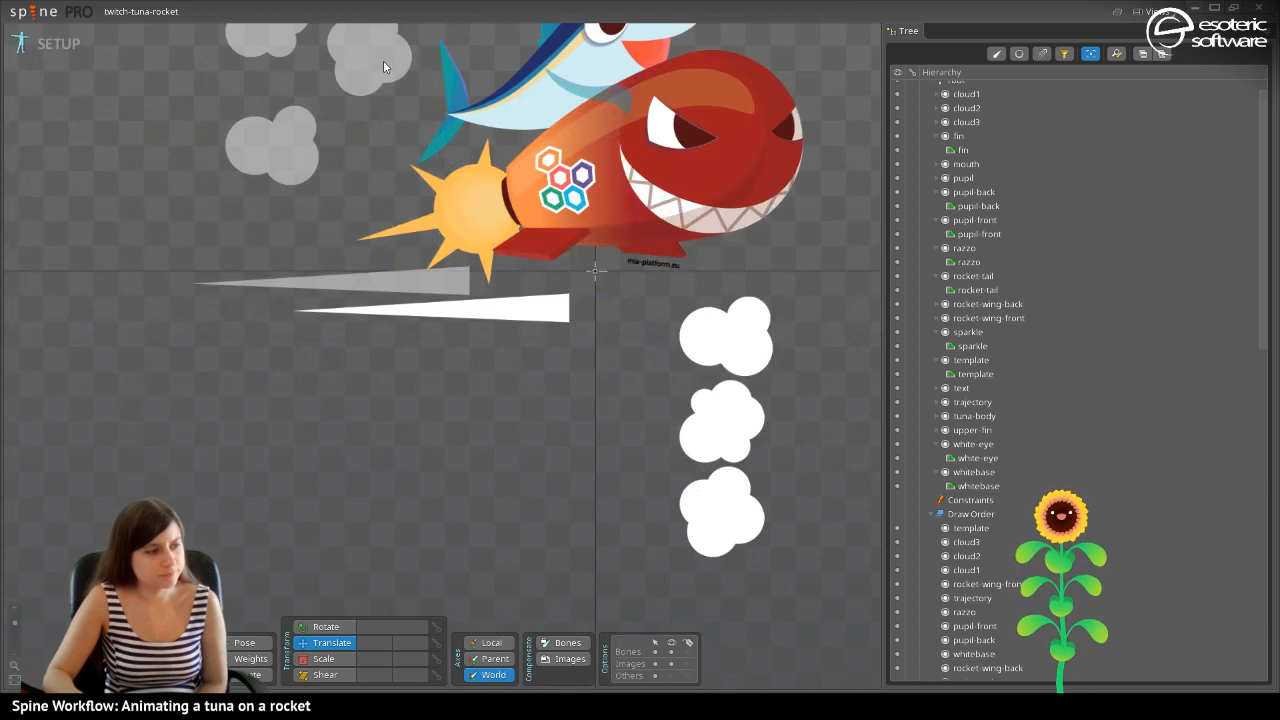 spine PRO
twitch-tuna-rocket
Views
esoteric
software
SETUP
Tree
Hierarchy
root
cloud1
cloud2
cloud3
fin
fin
mouth
pupil
pupil-back
pupil-back
pupil-front
pupil-front
razzo
razzo
rocket-tail
rocket-tail
rocket-wing-back
rocket-wing-front
sparkle
sparkle
template
template
text
trajectory
tuna-body
upper-fin
white-eye
white-eye
whitebase
whitebase
Constraints
Draw Order
template
cloud3
cloud2
cloud1
rocket-wing-fron
trajectory
razzo
pupil-front
pupil-back
whitebase
rocket-wing-back
mia-platform.eu
Pose
Weights
Transform
Rotate
Translate
Scale
Shear
Axes
Local
Parent
World
Compensate
Bones
Images
Options
Bones
Images
Others
Spine Workflow: Animating a tuna on a rocket